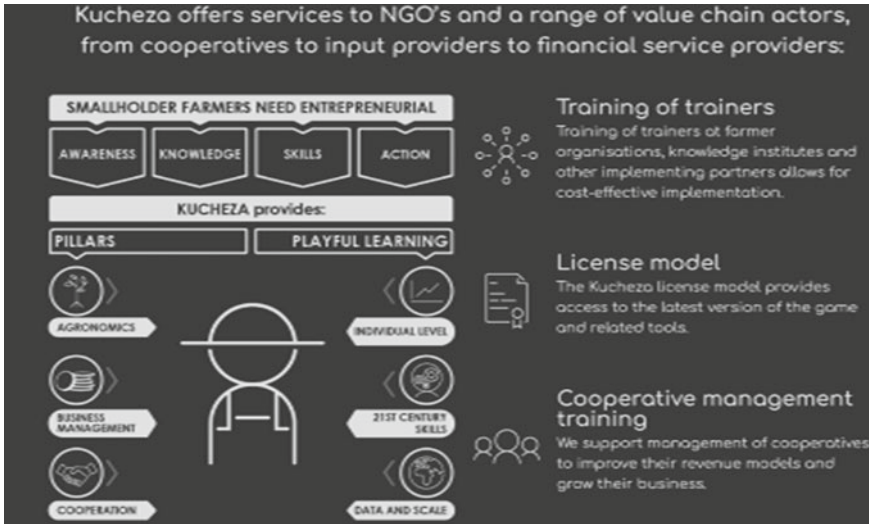 Kucheza offers services to NGO's and a range of value chain actors,
from cooperatives to input providers to financial service providers:
SMALLHOLDER FARMERS NEED ENTREPRENEURIAL
AWARENESS
KNOWLEDGE
SKILLS
ACTION
KUCHEZA provides:
PILLARS
PLAYFUL LEARNING
AGRONOMICS
INDIVIDUAL LEVEL
BUSINESS
MANAGEMENT
21ST CENTURY
SKILLS
COOPERATION
DATA AND SCALE
Training of trainers
Training of trainers at farmer
organisations, knowledge institutes and
other implementing partners allows for
cost-effective implementation.
License model
The Kucheza license model provides
access to the latest version of the game
and related tools.
Cooperative management
training
We support management of cooperatives
to improve their revenue models and
grow their business.